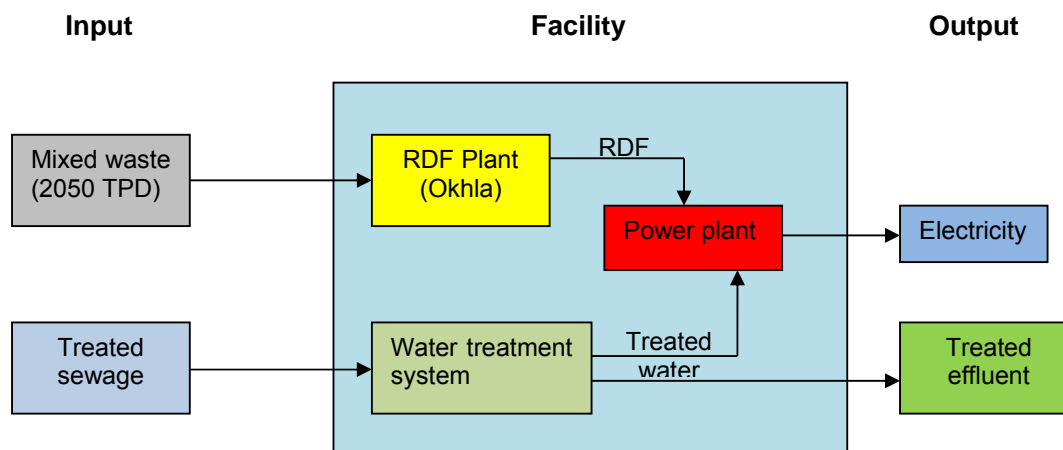 Input
Facility
Output
Mixed waste
(2050 TPD)
RDF Plant
(Okhla)
RDF
Power plant
Electricity
Treated
sewage
Water treatment
system
Treated
water
Treated
effluent